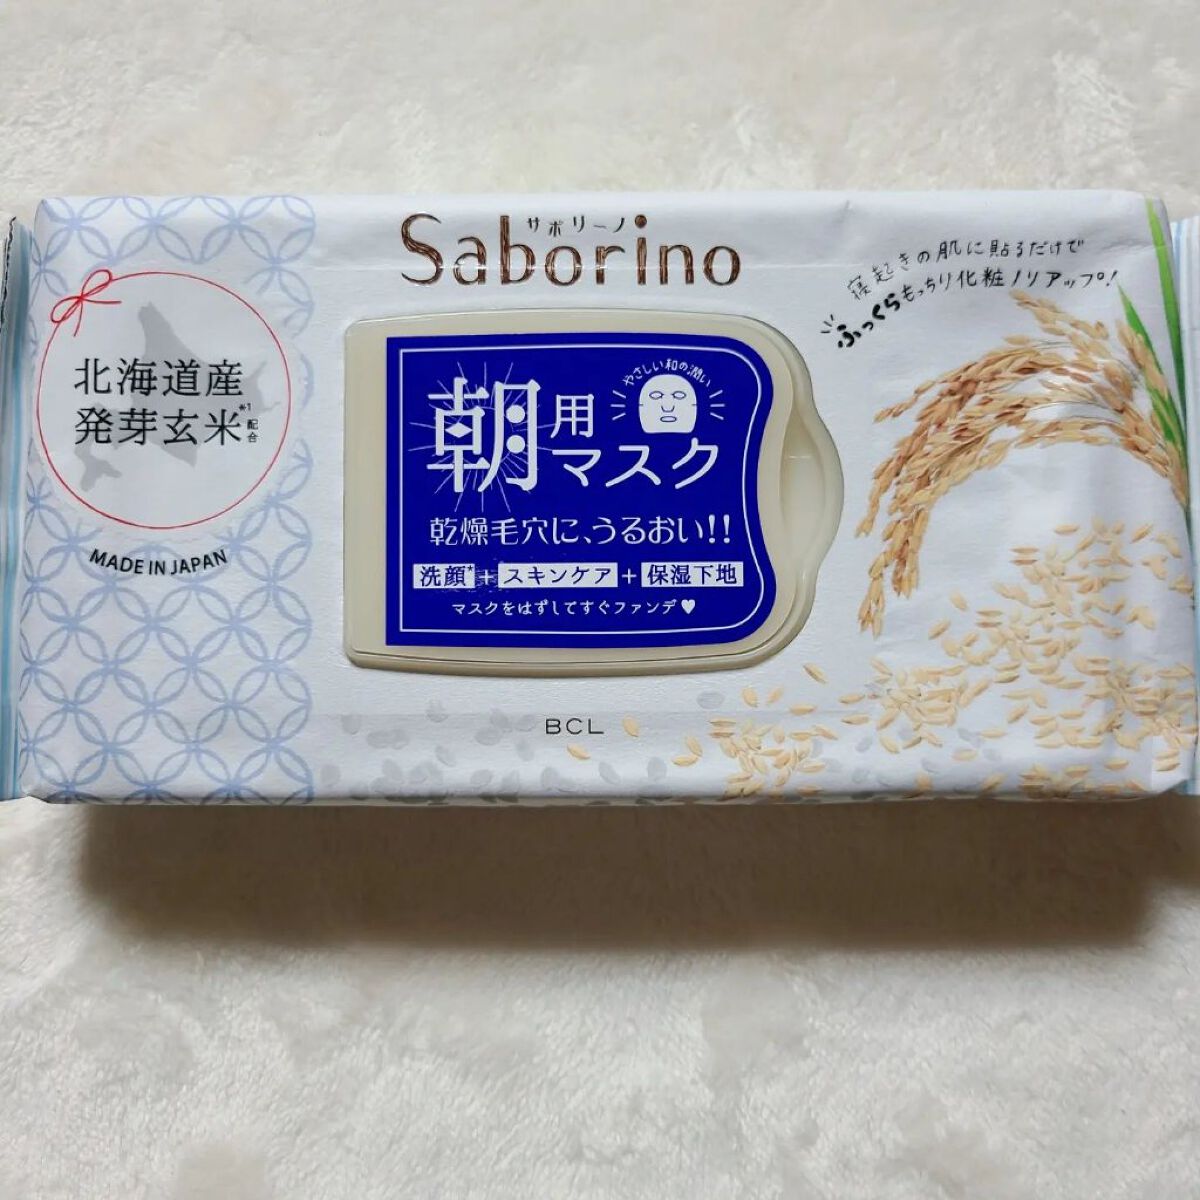 サボリーノ
Saborino
寝起きの肌に貼るだけで
ふっくらもっちり化粧ノリアップ!
北海道産
発芽玄米*1配合
MADE IN JAPAN
やさしい和の潤い
朝用
マスク
乾燥毛穴に、うるおい!!
洗顔*+スキンケア+保湿下地
マスクをはずしてすぐファンデ♥
BCL